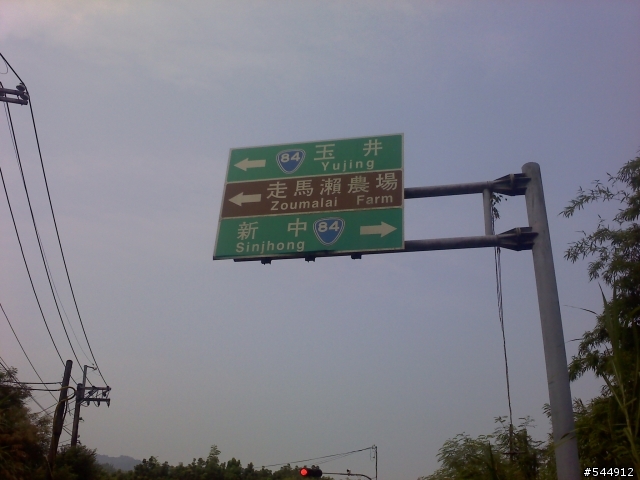 84 玉井
Yujing
走馬瀨農場
Zoumalai Farm
新中 84
Sinjhong
#544912